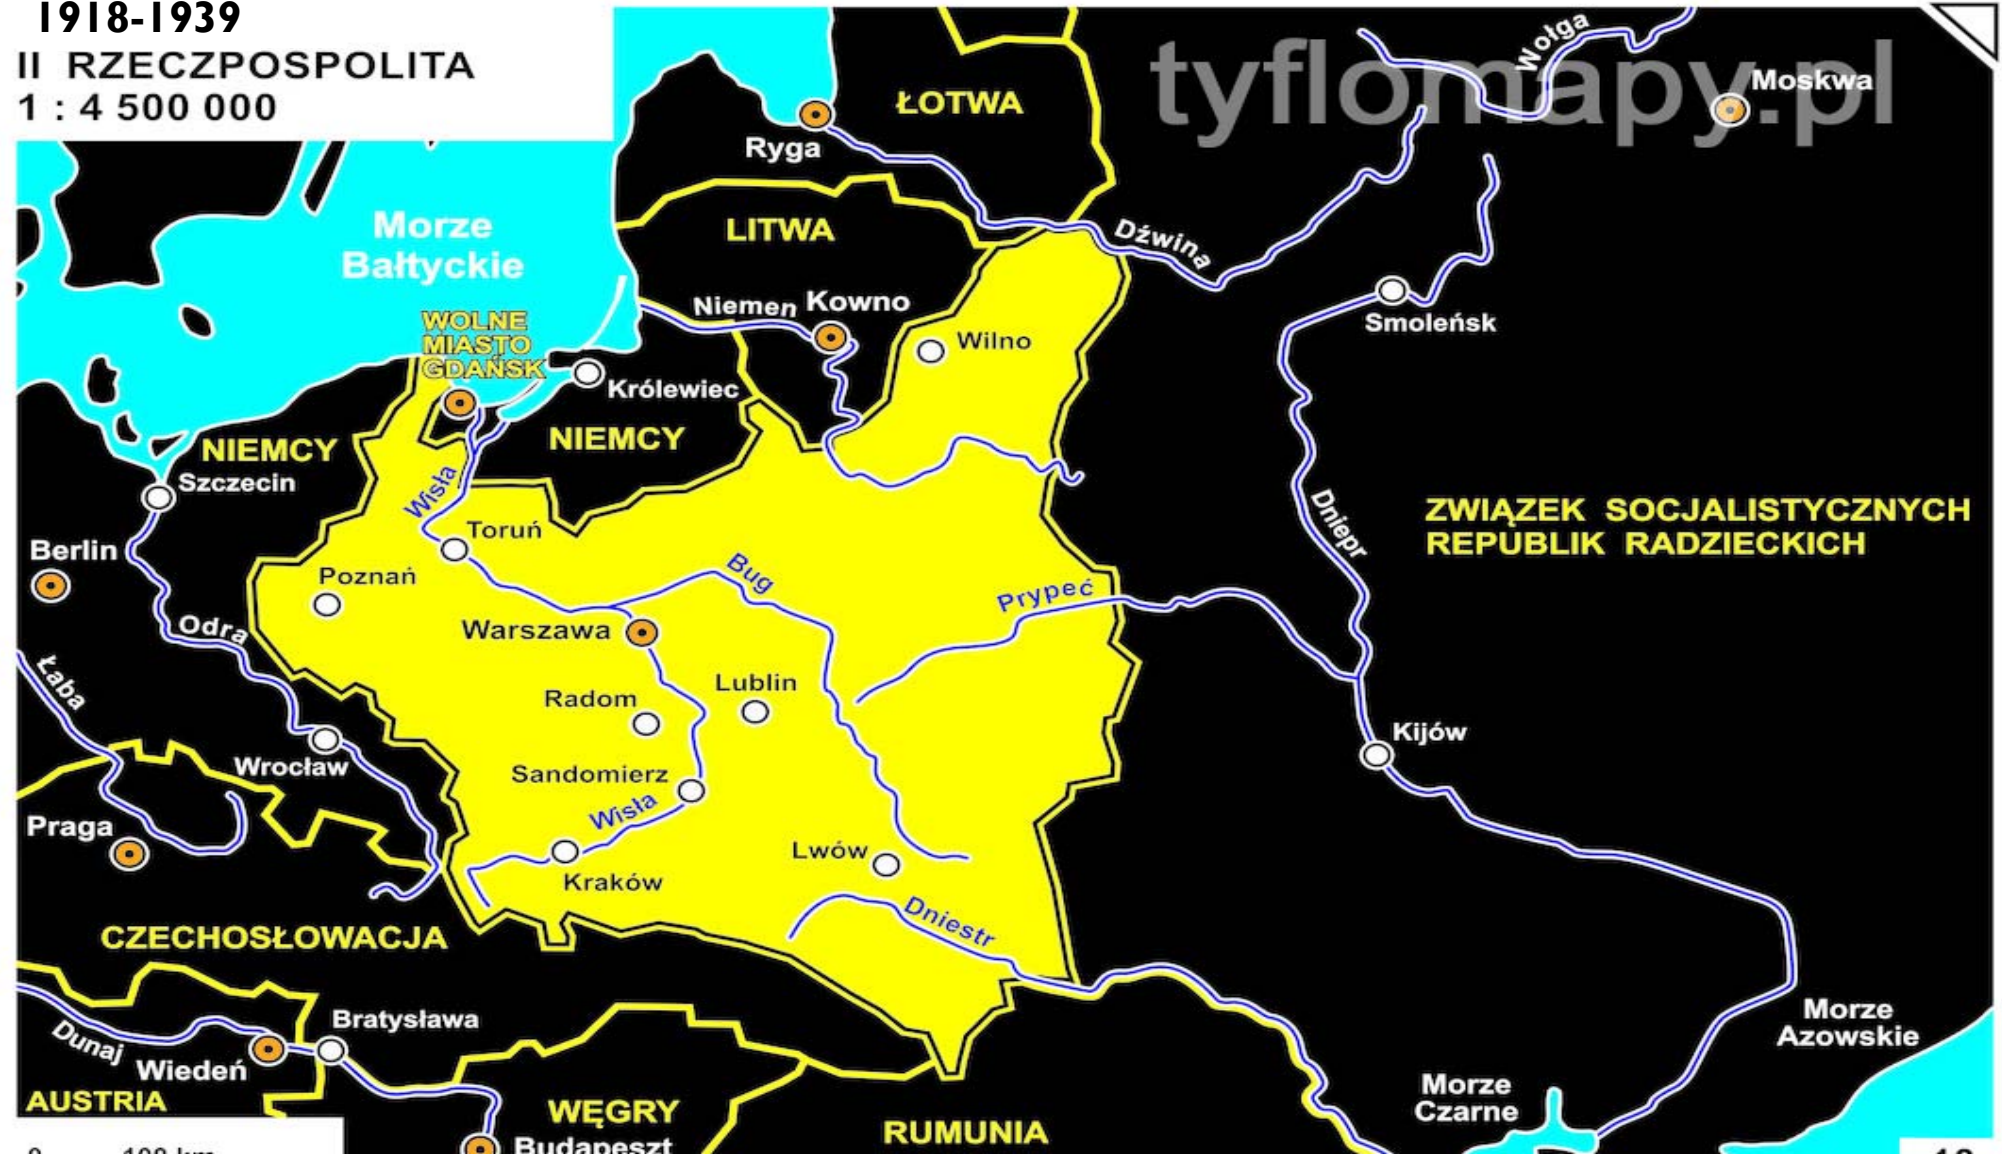 1918-1939
II RZECZPOSPOLITA
1 : 4 500 000
tyflomapy.pl
Wołga
Moskwa
ŁOTWA
Ryga
LITWA
Dźwina
Morze
Bałtyckie
Niemen
Kowno
Smoleńsk
WOLNE
MIASTO
GDAŃSK
Wilno
Królewiec
NIEMCY
NIEMCY
Szczecin
Wisła
Toruń
Dniepr
ZWIĄZEK SOCJALISTYCZNYCH
REPUBLIK RADZIECKICH
Berlin
Poznań
Bug
Prypeć
Odra
Warszawa
Łaba
Radom
Lublin
Wrocław
Sandomierz
Kijów
Wisła
Praga
Kraków
Lwów
Dniestr
CZECHOSŁOWACJA
Dunaj
Bratysława
Wiedeń
Morze
Azowskie
AUSTRIA
WĘGRY
RUMUNIA
Morze
Czarne
Budapeszt